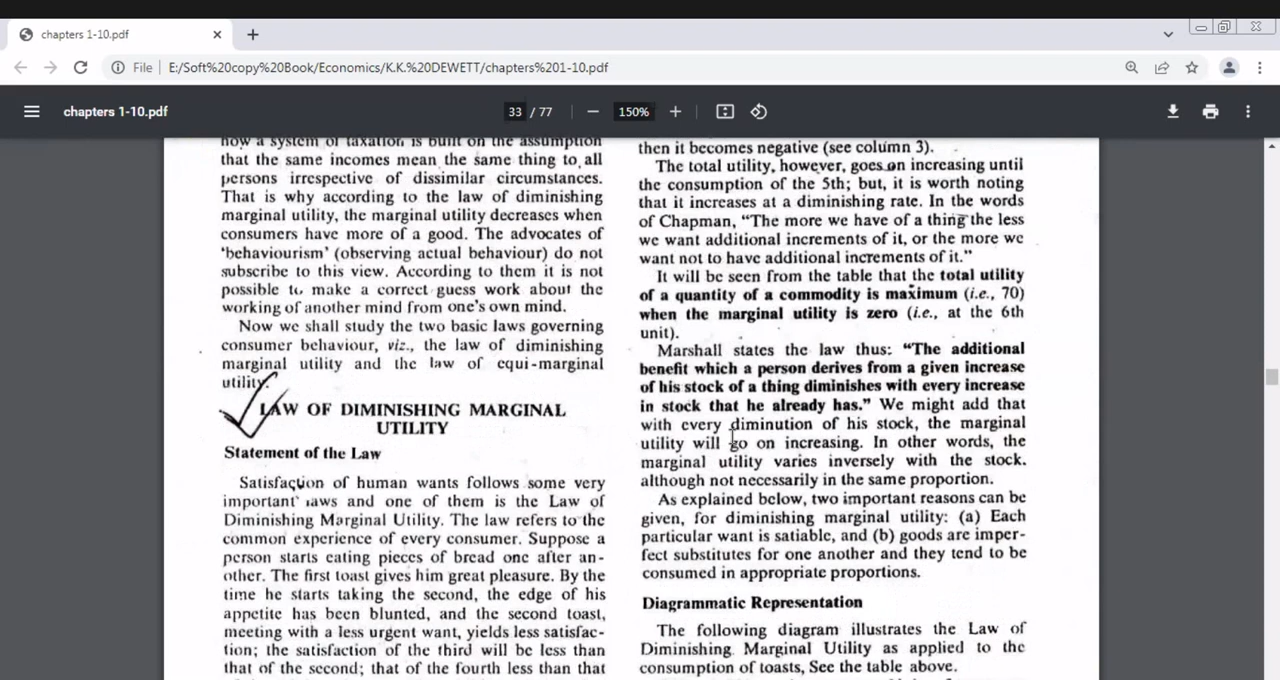 chapters 1-10.pdf
File
E:/Soft%20copy%20Book/Economics/K.K.%20DEWETT/chapters%201-10.pdf
chapters 1-10.pdf
33 / 77
150%
how a system of taxation is built on the assumption
that the same incomes mean the same thing to all
persons irrespective of dissimilar circumstances.
That is why according to the law of diminishing
marginal utility, the marginal utility decreases when
consumers have more of a good. The advocates of
'behaviourism' (observing actual behaviour) do not
subscribe to this view. According to them it is not
possible to make a correct guess work about the
working of another mind from one's own mind.
Now we shall study the two basic laws governing
consumer behaviour, viz., the law of diminishing
marginal utility and the law of equi-marginal
utility.
LAW OF DIMINISHING MARGINAL
UTILITY
Statement of the Law
Satisfaction of human wants follows some very
important laws and one of them is the Law of
Diminishing Marginal Utility. The law refers to the
common experience of every consumer. Suppose a
person starts eating pieces of bread one after an-
other. The first toast gives him great pleasure. By the
time he starts taking the second, the edge of his
appetite has been blunted, and the second toast,
meeting with a less urgent want, yields less satisfac-
tion; the satisfaction of the third will be less than
that of the second; that of the fourth less than that
then it becomes negative (see column 3).
The total utility, however, goes on increasing until
the consumption of the 5th; but, it is worth noting
that it increases at a diminishing rate. In the words
of Chapman, "The more we have of a thing the less
we want additional increments of it, or the more we
want not to have additional increments of it."
It will be seen from the table that the total utility
of a quantity of a commodity is maximum (i.e., 70)
when the marginal utility is zero (i.e., at the 6th
unit).
Marshall states the law thus: "The additional
benefit which a person derives from a given increase
of his stock of a thing diminishes with every increase
in stock that he already has." We might add that
with every diminution of his stock, the marginal
utility will go on increasing. In other words, the
marginal utility varies inversely with the stock.
although not necessarily in the same proportion.
As explained below, two important reasons can be
given, for diminishing marginal utility: (a) Each
particular want is satiable, and (b) goods are imper-
fect substitutes for one another and they tend to be
consumed in appropriate proportions.
Diagrammatic Representation
The following diagram illustrates the Law of
Diminishing Marginal Utility as applied to the
consumption of toasts, See the table above.